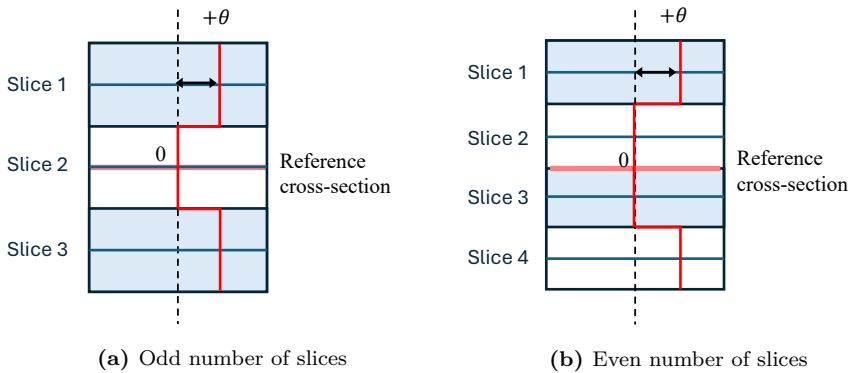 +θ
Slice 1
Slice 2
0
Reference
cross-section
Slice 3
(a) Odd number of slices
+θ
Slice 1
Slice 2
0
Reference
cross-section
Slice 3
Slice 4
(b) Even number of slices